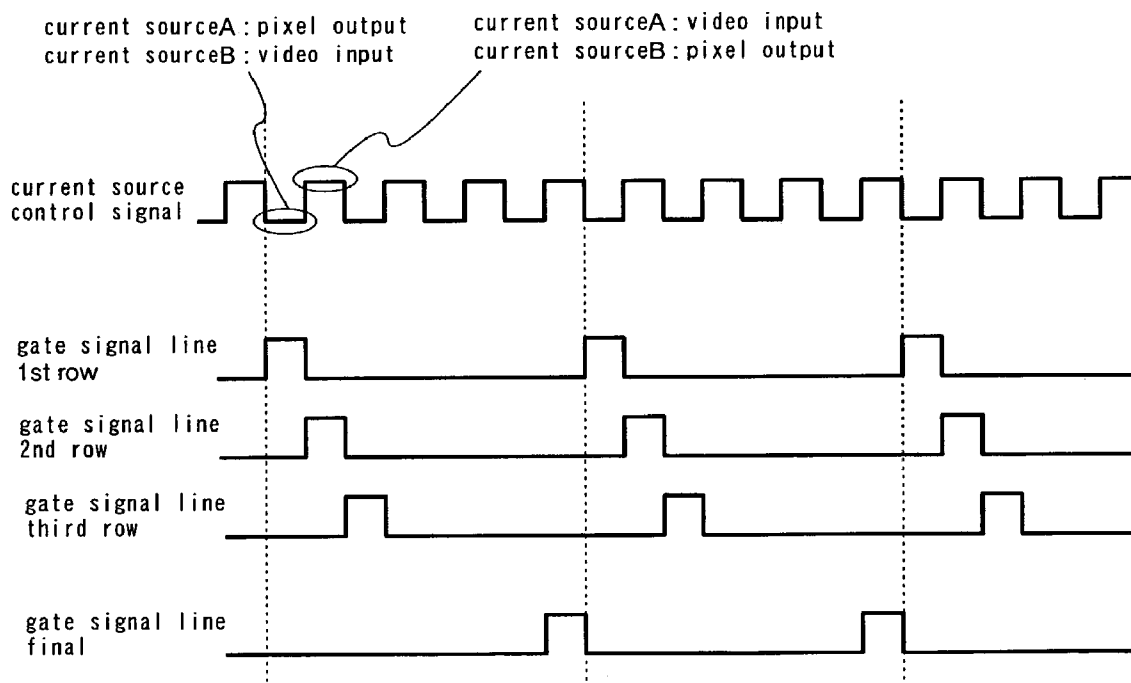 current sourceA:pixel output
current sourceB:video input
current sourceA:video input
current sourceB:pixel output
current source
control signal
gate signal line
1st row
gate signal line
2nd row
gate signal line
third row
gate signal line
final